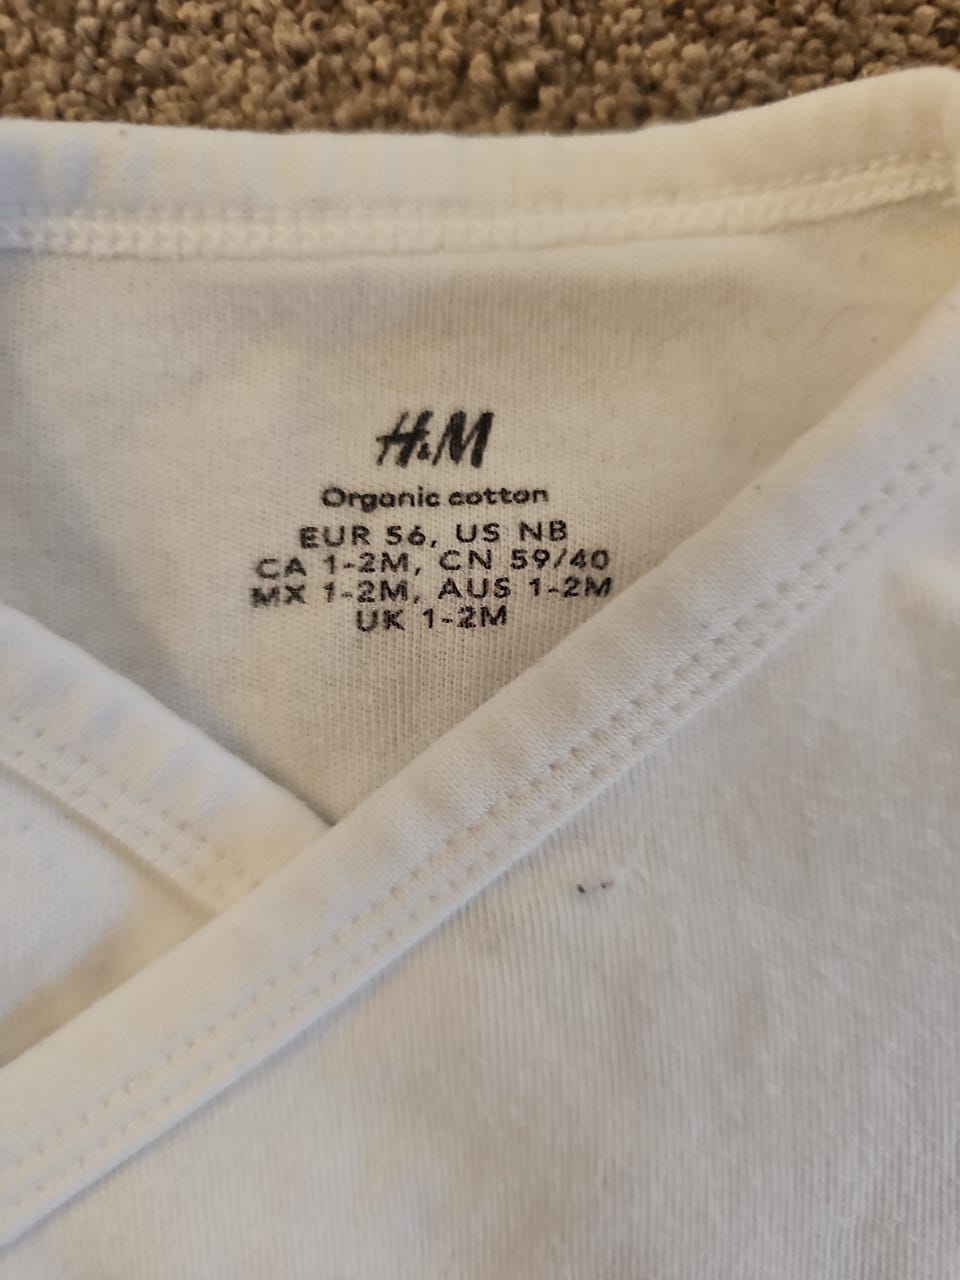 H&M
Organic cotton
EUR 56, US NB
CA 1-2M, CN 59/40
MX 1-2M, AUS 1-2M
UK 1-2M